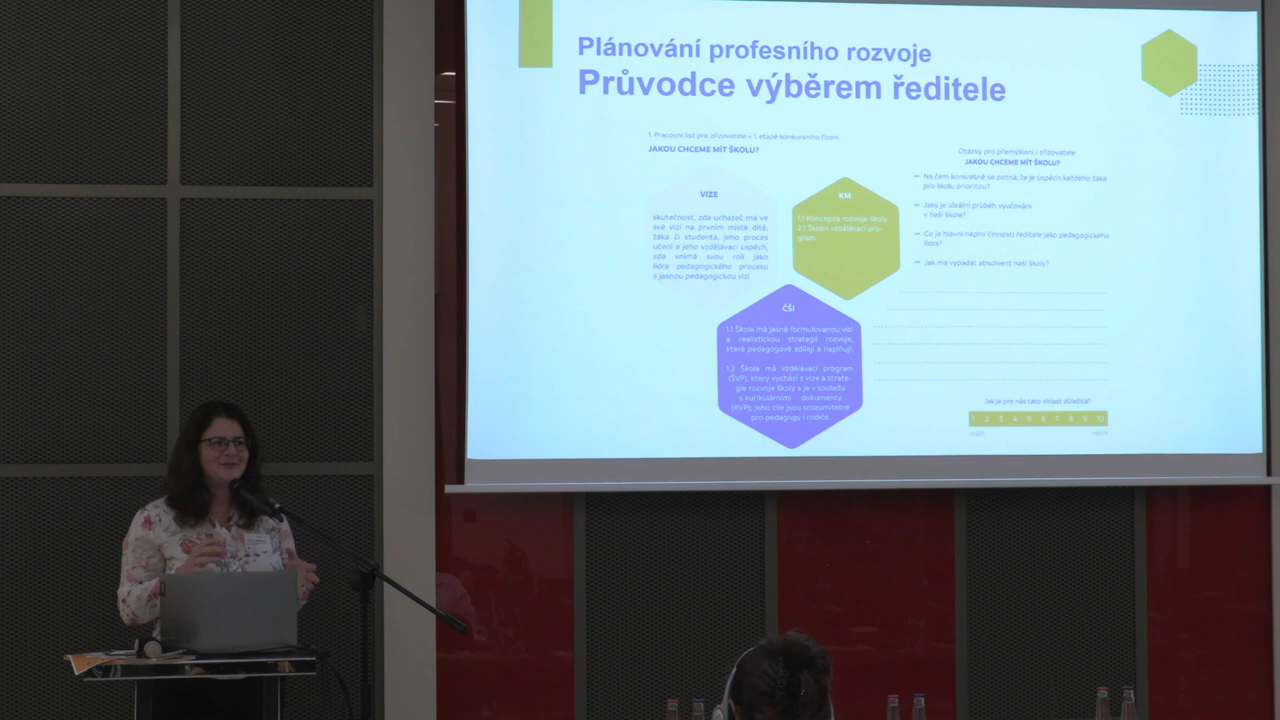 Plánování profesního rozvoje
Průvodce výběrem ředitele
1. Pracovní list pro zřizovatele v 1. etapě konkursního řízení
JAKOU CHCEME MÍT ŠKOLU?
VIZE
skutečnost, zda uchazeč má ve
své vizi na prvním místě dítě,
žáka či studenta, jeho proces
učení a jeho vzdělávací úspěch,
zda vnímá svou roli jako
lídra pedagogického procesu
s jasnou pedagogickou vizí
KM
1.1 Koncepce rozvoje školy
2.1 Školní vzdělávací pro-
gram
ČŠI
1.1 Škola má jasně formulovanou vizi
a realistickou strategii rozvoje,
které pedagogové sdílejí a naplňují.
1.2 Škola má vzdělávací program
(ŠVP), který vychází z vize a strate-
gie rozvoje školy a je v souladu
s kurikulárními dokumenty
(RVP); jeho cíle jsou srozumitelné
pro pedagogy i rodiče.
Otázky pro přemýšlení i zřizovatele
JAKOU CHCEME MÍT ŠKOLU?
– Na čem konkrétně se pozná, že je úspěch každého žáka
pro školu prioritou?
– Jaký je ideální průběh vyučování
v naší škole?
– Co je hlavní náplní činnosti ředitele jako pedagogického
lídra?
– Jak má vypadat absolvent naší školy?
Jak je pro nás tato oblast důležitá?
1 2 3 4 5 6 7 8 9 10